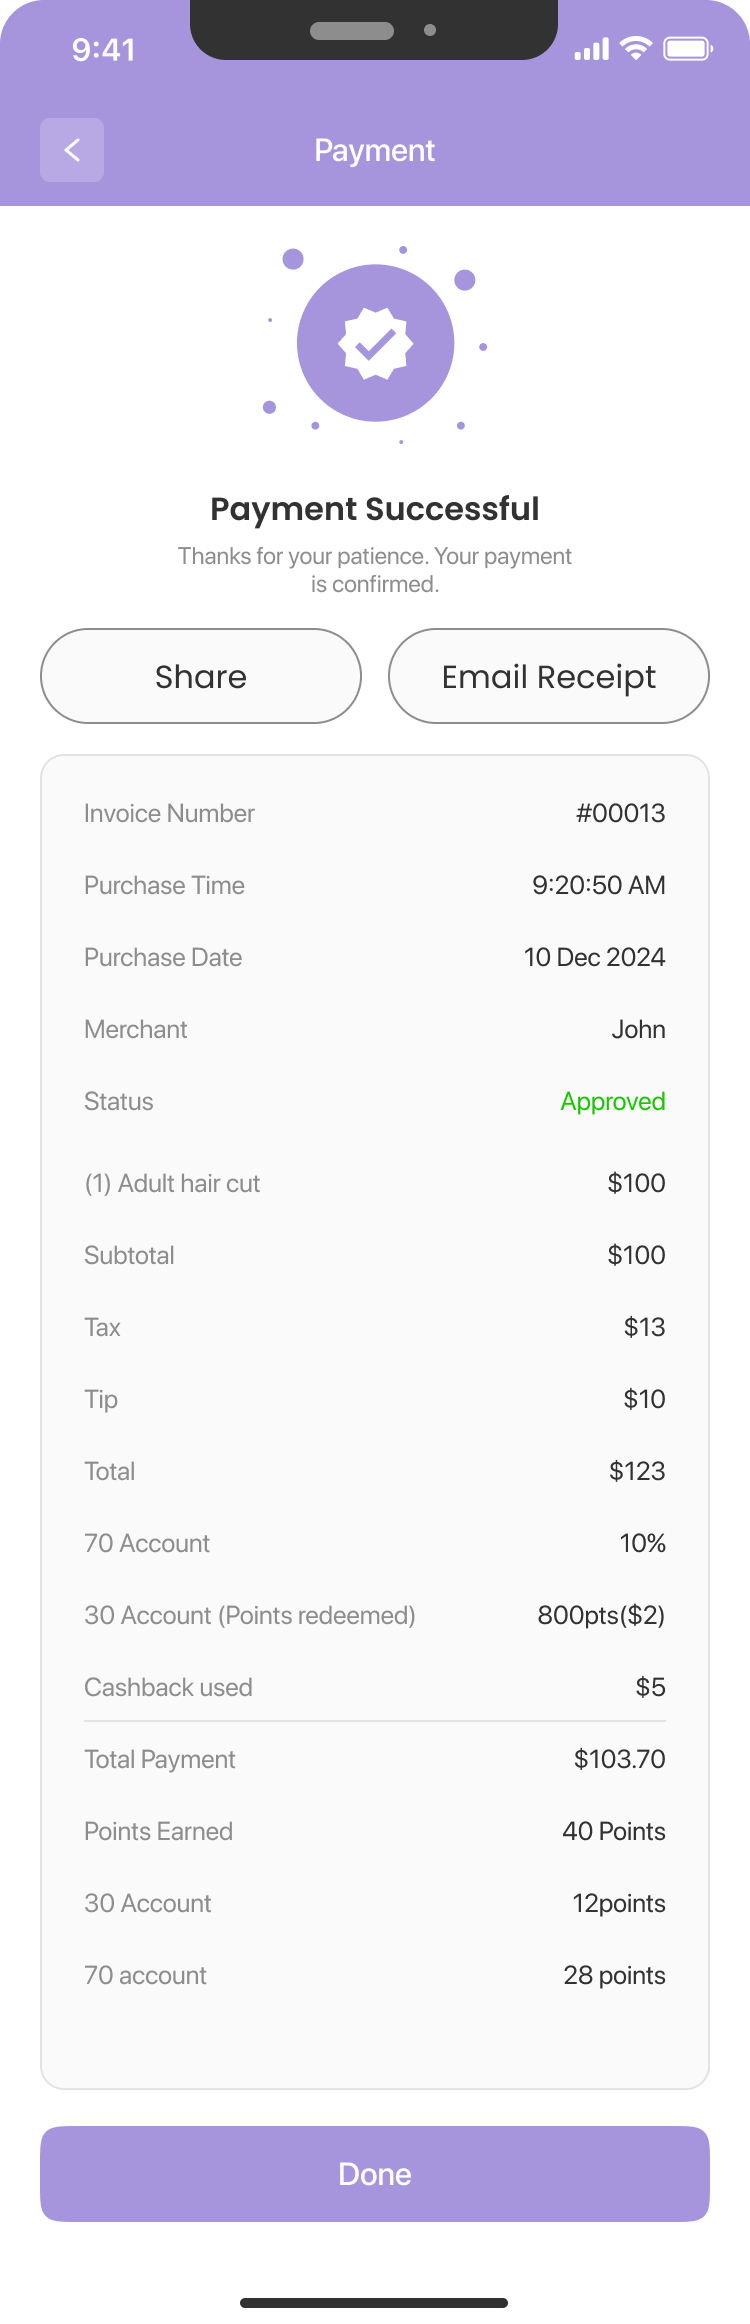 9:41
Payment
Payment Successful
Thanks for your patience. Your payment
is confirmed.
Share
Email Receipt
Invoice Number #00013
Purchase Time 9:20:50 AM
Purchase Date 10 Dec 2024
Merchant John
Status Approved
(1) Adult hair cut $100
Subtotal $100
Tax $13
Tip $10
Total $123
70 Account 10%
30 Account (Points redeemed) 800pts($2)
Cashback used $5
Total Payment $103.70
Points Earned 40 Points
30 Account 12points
70 account 28 points
Done